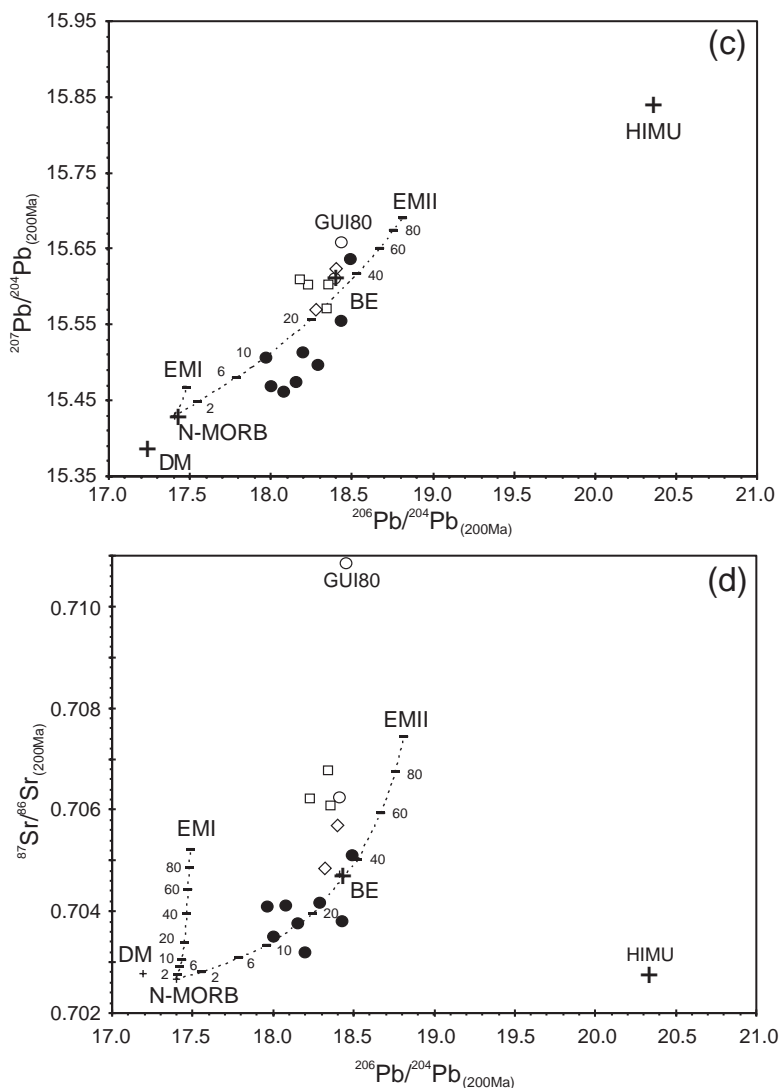 (c)
15.95
15.85
HIMU
15.75
EMII
GUI80
80
15.65
60
40
BE
20
15.55
10
EMI
6
15.45
2
N-MORB
DM
15.35
17.0 17.5 18.0 18.5 19.0 19.5 20.0 20.5 21.0
²⁰⁷Pb/²⁰⁴Pb(200Ma)
²⁰⁶Pb/²⁰⁴Pb(200Ma)
(d)
GUI80
0.710
0.708
EMII
80
0.706
60
EMI
80
40
60
BE
0.704
40
20
20
10
DM
10
6
HIMU
2
6
2
N-MORB
0.702
17.0 17.5 18.0 18.5 19.0 19.5 20.0 20.5 21.0
⁸⁷Sr/⁸⁶Sr(200Ma)
²⁰⁶Pb/²⁰⁴Pb(200Ma)